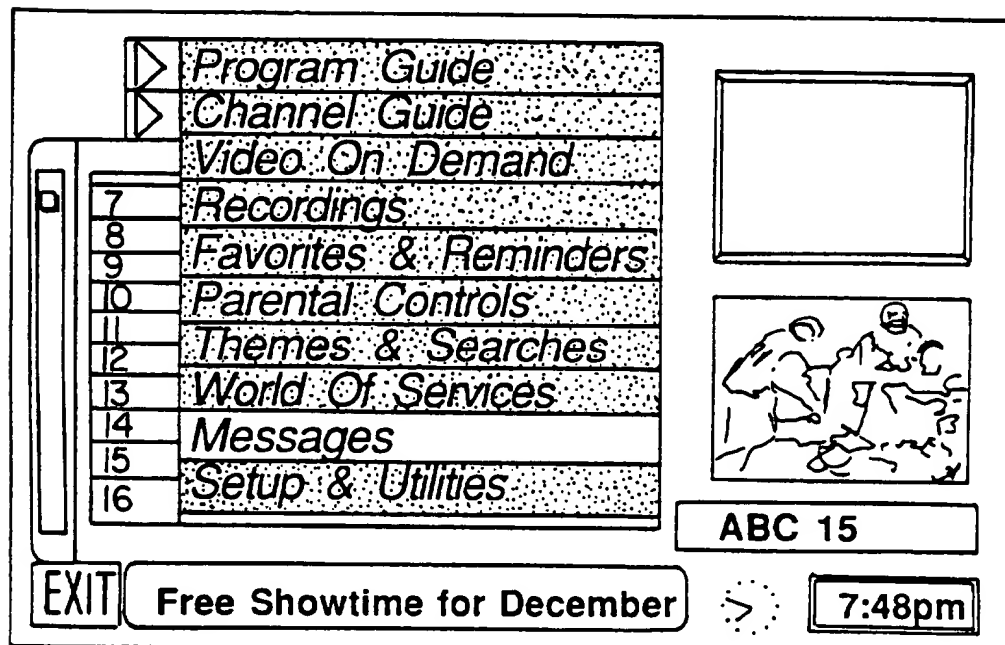 Program Guide
Channel Guide
Video On Demand
7 Recordings
8
9 Favorites & Reminders
10 Parental Controls
11
12 Themes & Searches
13 World Of Services
14 Messages
15
16 Setup & Utilities
ABC 15
EXIT Free Showtime for December 7:48pm